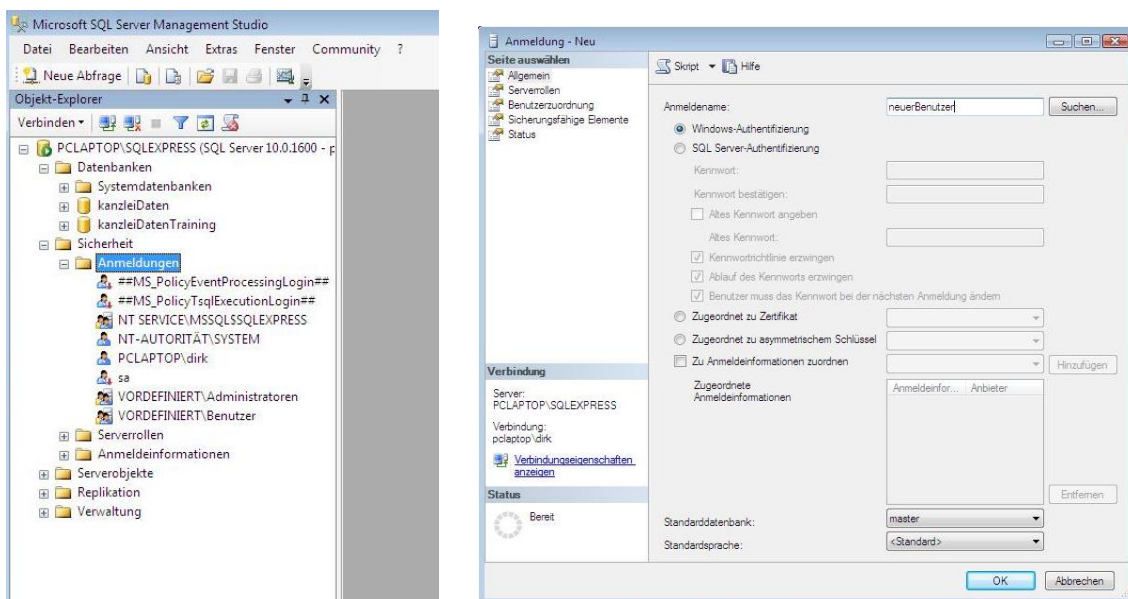 Microsoft SQL Server Management Studio
Datei Bearbeiten Ansicht Extras Fenster Community ?
Neue Abfrage
Objekt-Explorer
Verbinden
PCLAPTOP\SQLEXPRESS (SQL Server 10.0.1600 - p
Datenbanken
Systemdatenbanken
kanzleiDaten
kanzleiDatenTraining
Sicherheit
Anmeldungen
##MS_PolicyEventProcessingLogin##
##MS_PolicyTsqlExecutionLogin##
NT SERVICE\MSSQL$SQLEXPRESS
NT-AUTORITÄT\SYSTEM
PCLAPTOP\dirk
sa
VORDEFINIERT\Administratoren
VORDEFINIERT\Benutzer
Serverrollen
Anmeldeinformationen
Serverobjekte
Replikation
Verwaltung
Anmeldung - Neu
Seite auswählen
Allgemein
Serverrollen
Benutzerzuordnung
Sicherungsfähige Elemente
Status
Verbindung
Server:
PCLAPTOP\SQLEXPRESS
Verbindung:
pclaptop\dirk
Verbindungseigenschaften
anzeigen
Status
Bereit
Skript Hilfe
Anmeldename: neuerBenutzer Suchen...
Windows-Authentifizierung
SQL Server-Authentifizierung
Kennwort:
Kennwort bestätigen:
Altes Kennwort angeben
Altes Kennwort:
Kennwortrichtlinie erzwingen
Ablauf des Kennworts erzwingen
Benutzer muss das Kennwort bei der nächsten Anmeldung ändern
Zugeordnet zu Zertifikat
Zugeordnet zu asymmetrischem Schlüssel
Zu Anmeldeinformationen zuordnen Hinzufügen
Zugeordnete
Anmeldeinformationen
Anmeldeinfor... Anbieter
Entfernen
Standarddatenbank: master
Standardsprache: <Standard>
OK Abbrechen